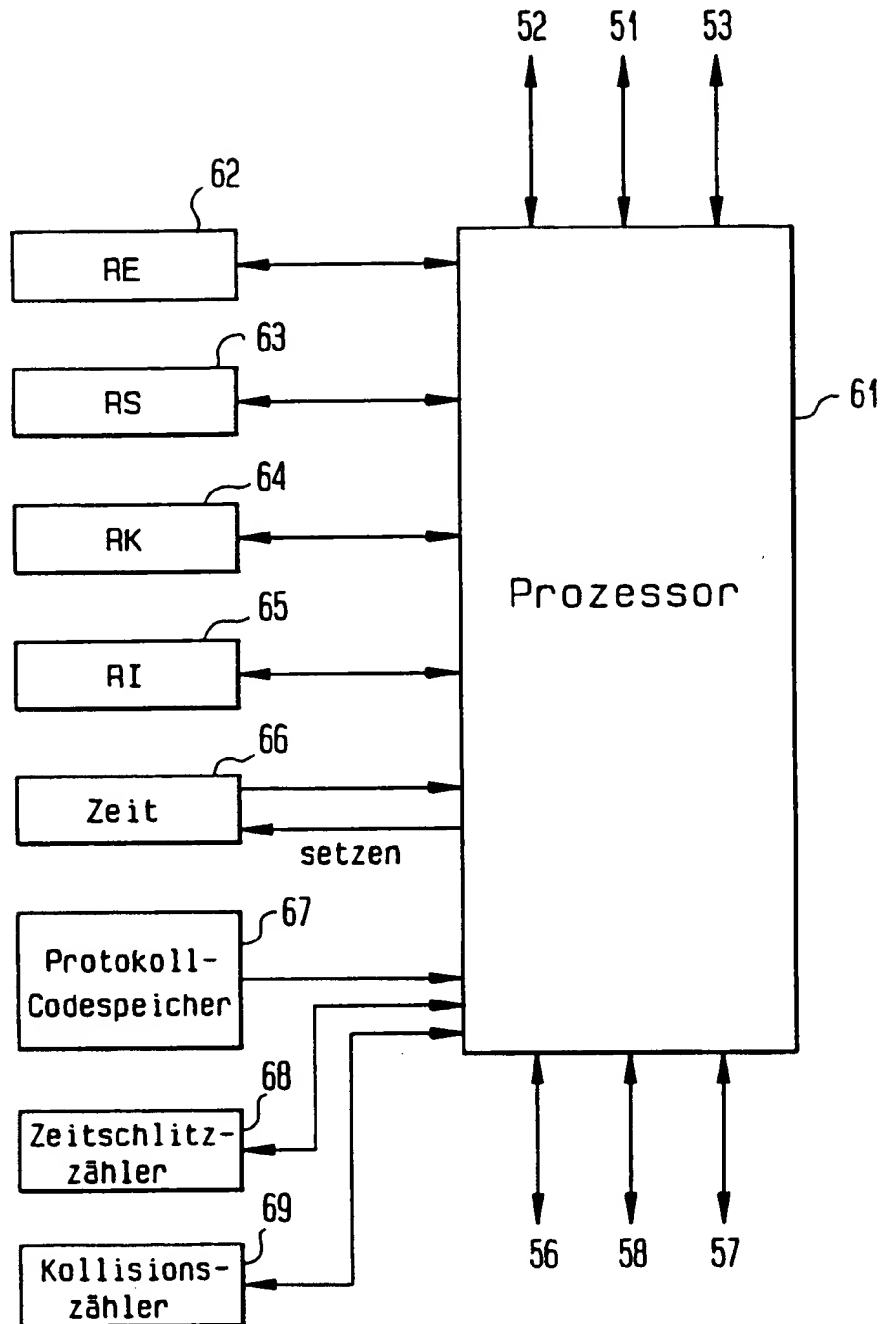 52 51 53
62
RE
63
RS
61
64
RK
Prozessor
65
RI
66
Zeit
setzen
67
Protokoll-
Codespeicher
68
Zeitschlitz-
zähler
69
56 58 57
Kollisions-
zähler